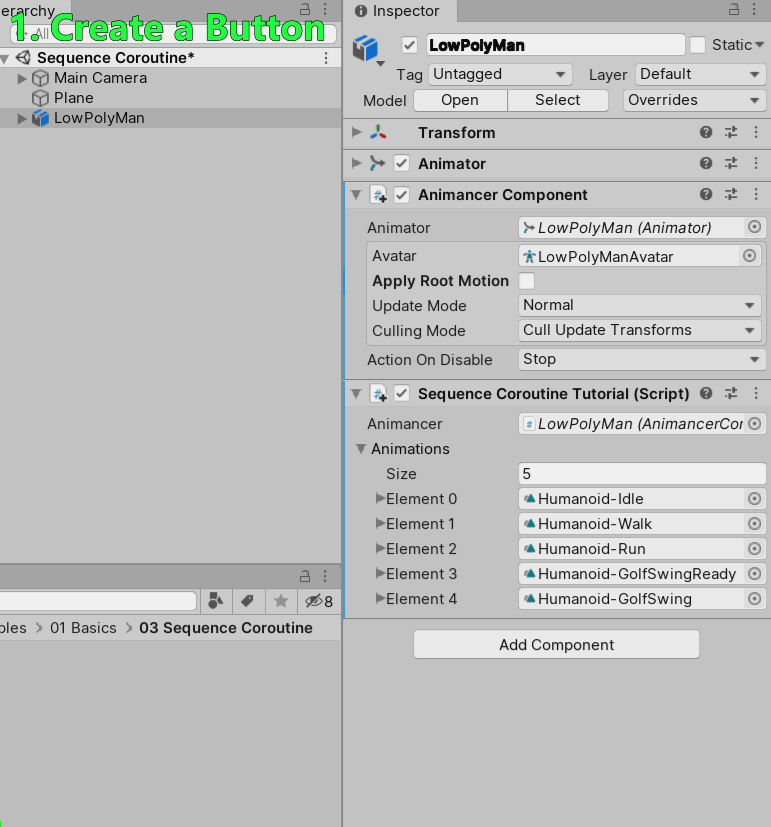 erarchy
All
1. Create a Button
Sequence Coroutine*
Main Camera
Plane
LowPolyMan
8
ples > 01 Basics > 03 Sequence Coroutine
Inspector
LowPolyMan
Static
Tag Untagged Layer Default
Model Open Select Overrides
Transform
Animator
Animancer Component
Animator LowPolyMan (Animator)
Avatar LowPolyManAvatar
Apply Root Motion
Update Mode Normal
Culling Mode Cull Update Transforms
Action On Disable Stop
Sequence Coroutine Tutorial (Script)
Animancer LowPolyMan (AnimancerCor
Animations
Size 5
Element 0 Humanoid-Idle
Element 1 Humanoid-Walk
Element 2 Humanoid-Run
Element 3 Humanoid-GolfSwingReady
Element 4 Humanoid-GolfSwing
Add Component